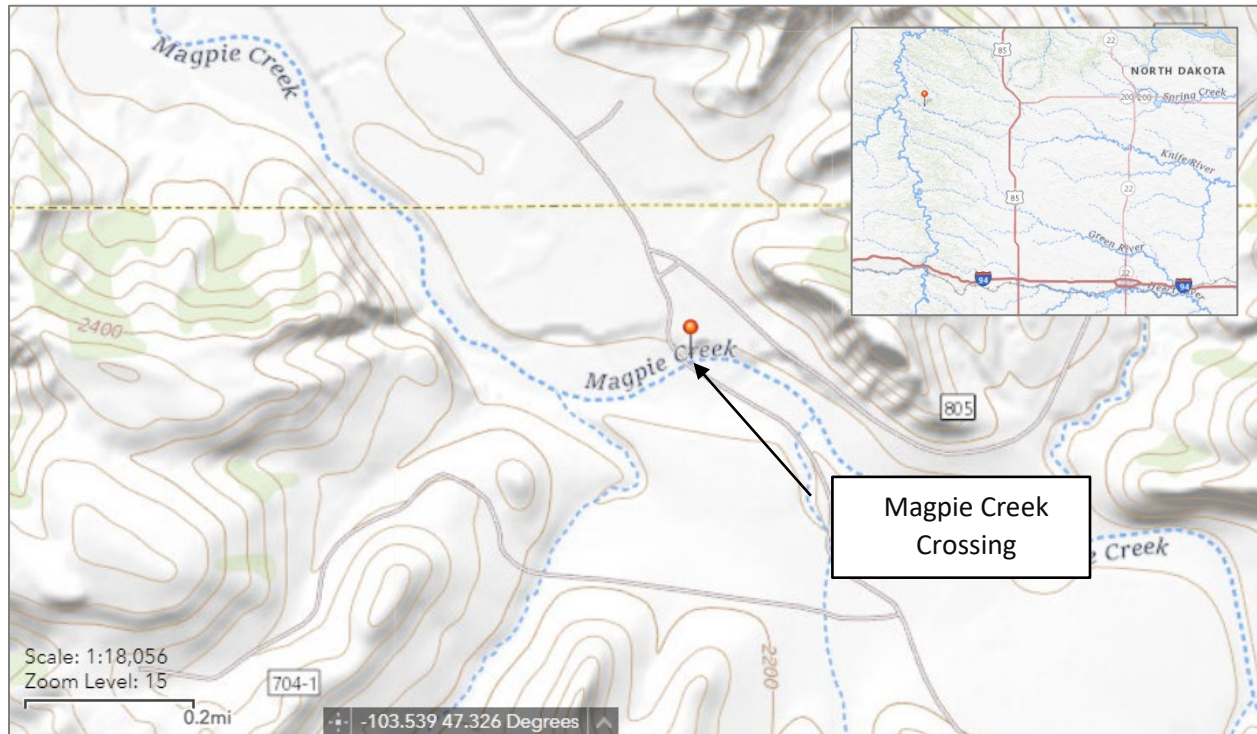 Magpie Creek
85
22
NORTH DAKOTA
200
200
Spring Creek
Knife River
22
85
Green River
22
94
94
2400
Magpie Creek
805
Magpie Creek
Crossing
Creek
2200
Scale: 1:18,056
Zoom Level: 15
0.2mi
704-1
-103.539 47.326 Degrees